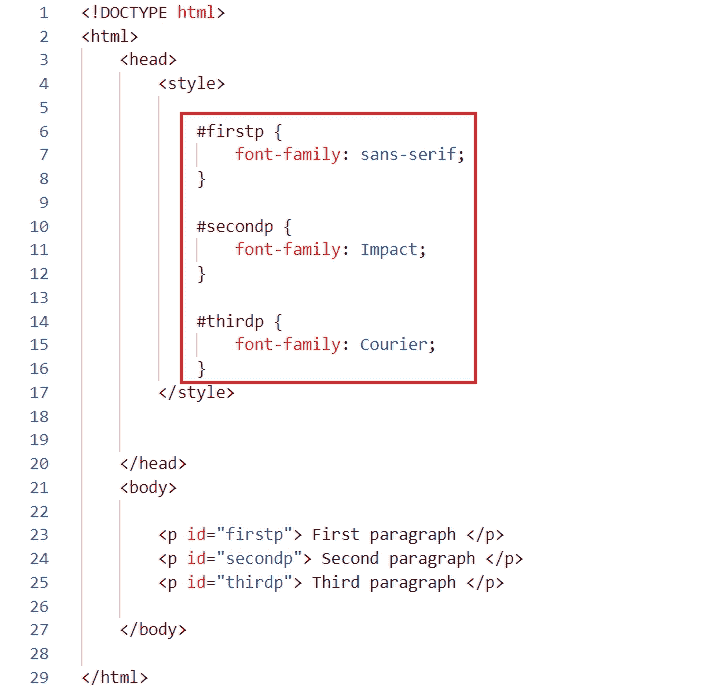 1 <!DOCTYPE html>
2 <html>
3 <head>
4 <style>
5
6 #firstp {
7 font-family: sans-serif;
8 }
9
10 #secondp {
11 font-family: Impact;
12 }
13
14 #thirdp {
15 font-family: Courier;
16 }
17 </style>
18
19
20 </head>
21 <body>
22
23 <p id="firstp"> First paragraph </p>
24 <p id="secondp"> Second paragraph </p>
25 <p id="thirdp"> Third paragraph </p>
26
27 </body>
28
29 </html>